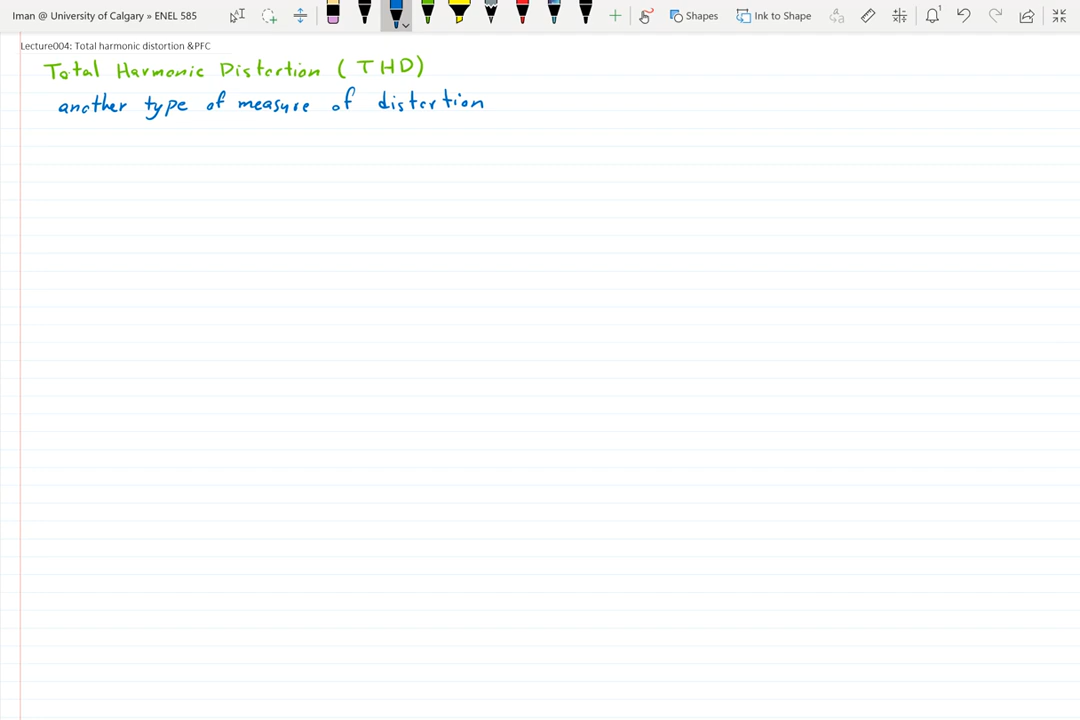 Iman @ University of Calgary » ENEL 585
Shapes
Ink to Shape
Lecture004: Total harmonic distortion &PFC
Total Harmonic Distortion (THD)
another type of measure of distortion